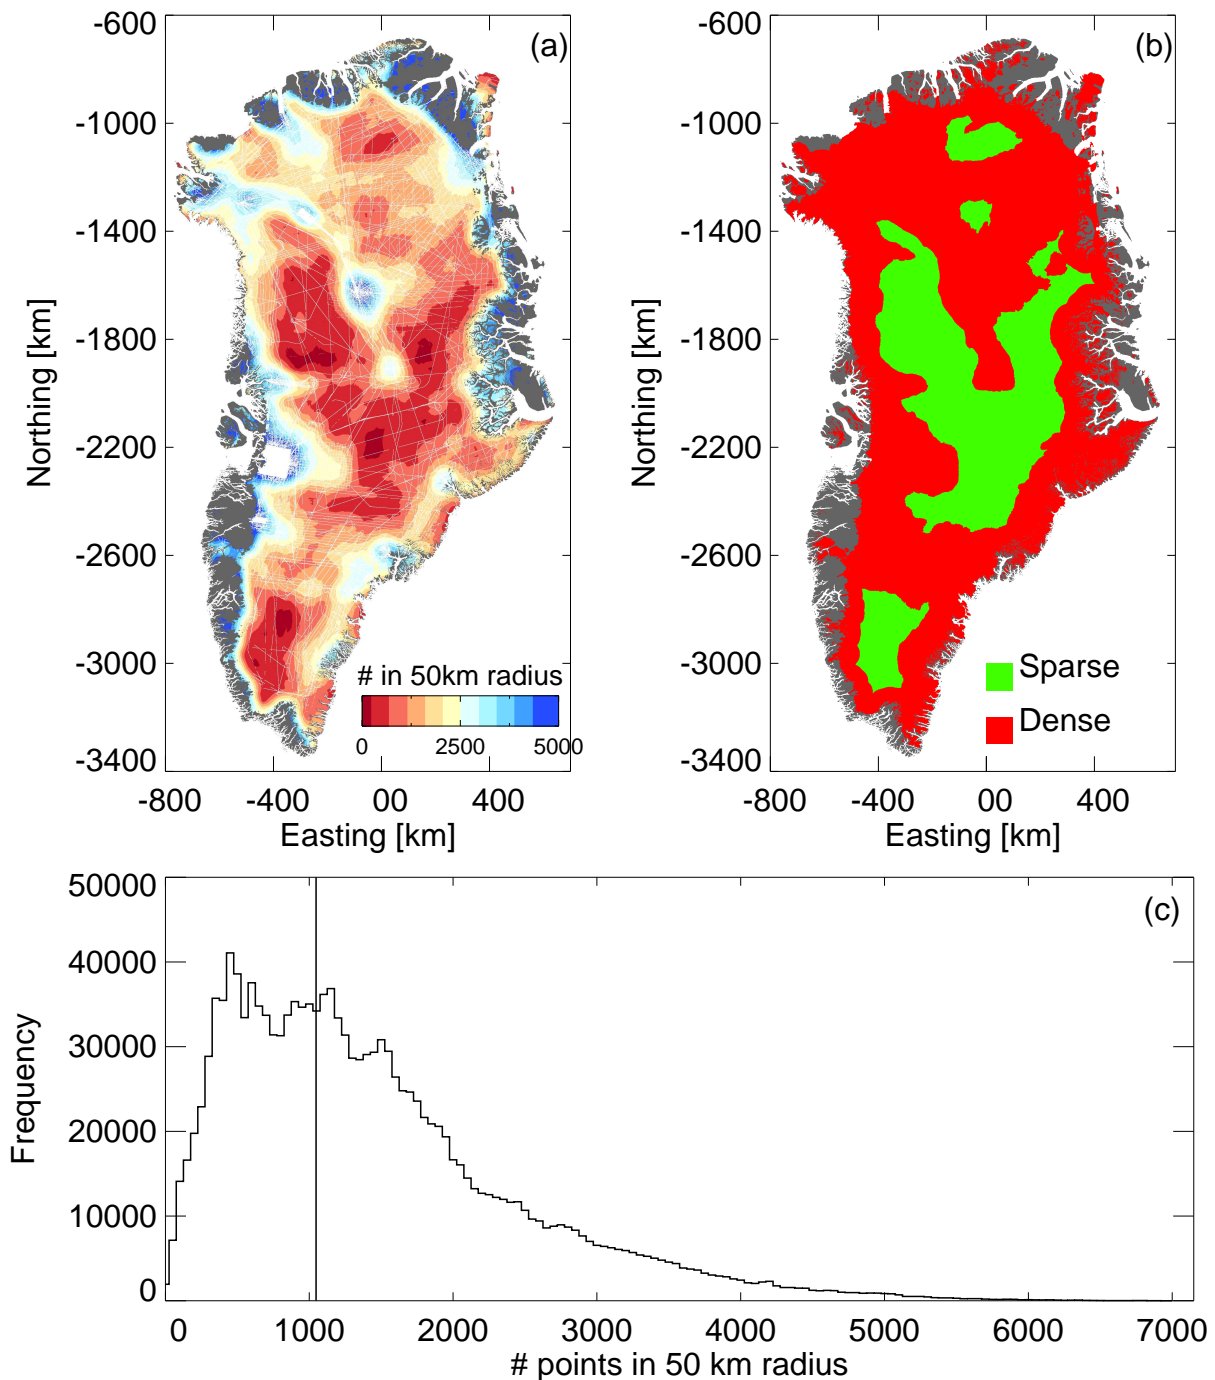 (a)
-600
-1000
-1400
-1800
-2200
-2600
-3000
-3400
Northing [km]
# in 50km radius
0 2500 5000
-800 -400 00 400
Easting [km]
(b)
-600
-1000
-1400
-1800
-2200
-2600
-3000
-3400
Northing [km]
Sparse
Dense
-800 -400 00 400
Easting [km]
(c)
50000
40000
30000
20000
10000
0
Frequency
0 1000 2000 3000 4000 5000 6000 7000
# points in 50 km radius